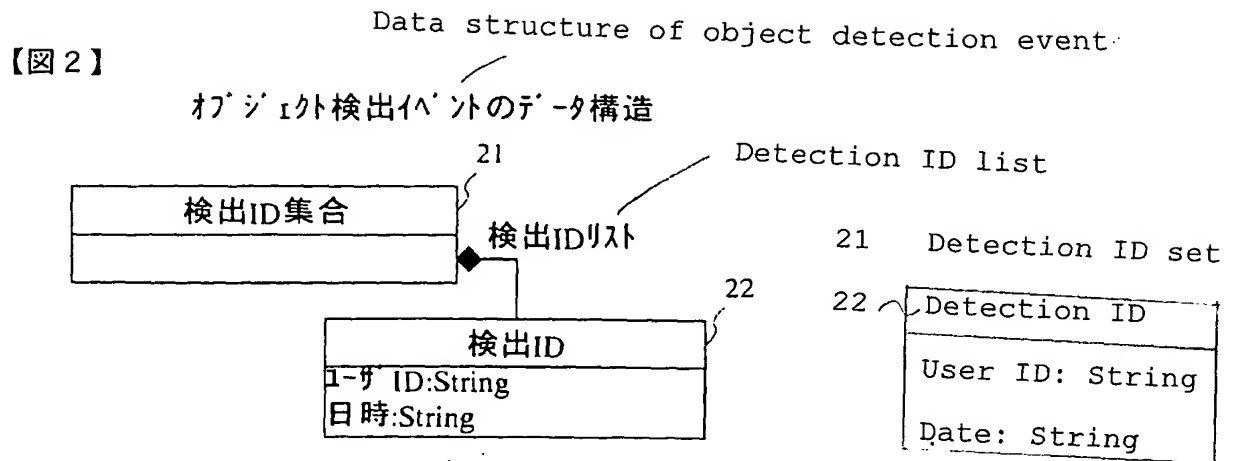 Data structure of object detection event
【図2】
オブジェクト検出イベントのデータ構造
21
Detection ID list
検出ID集合
検出IDリスト
21 Detection ID set
22
22 Detection ID
検出ID
ユーザID:String
User ID: String
日時:String
Date: String